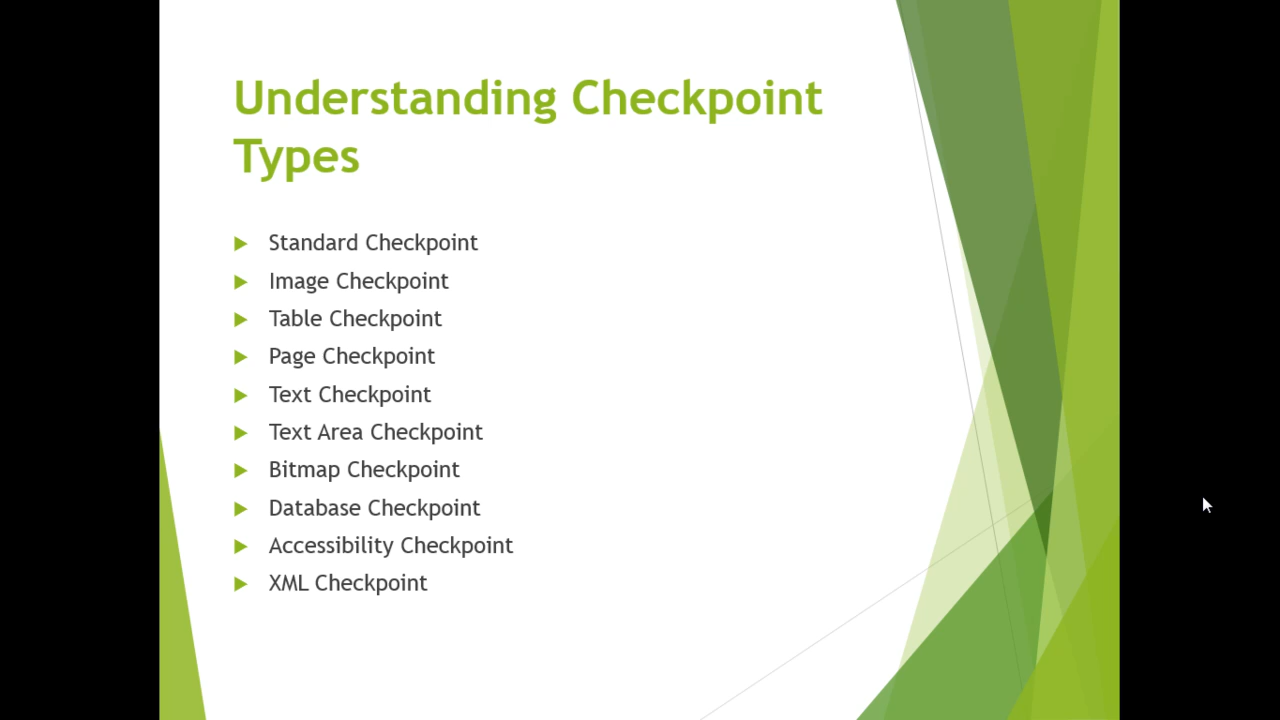 Understanding Checkpoint
Types
Standard Checkpoint
Image Checkpoint
Table Checkpoint
Page Checkpoint
Text Checkpoint
Text Area Checkpoint
Bitmap Checkpoint
Database Checkpoint
Accessibility Checkpoint
XML Checkpoint